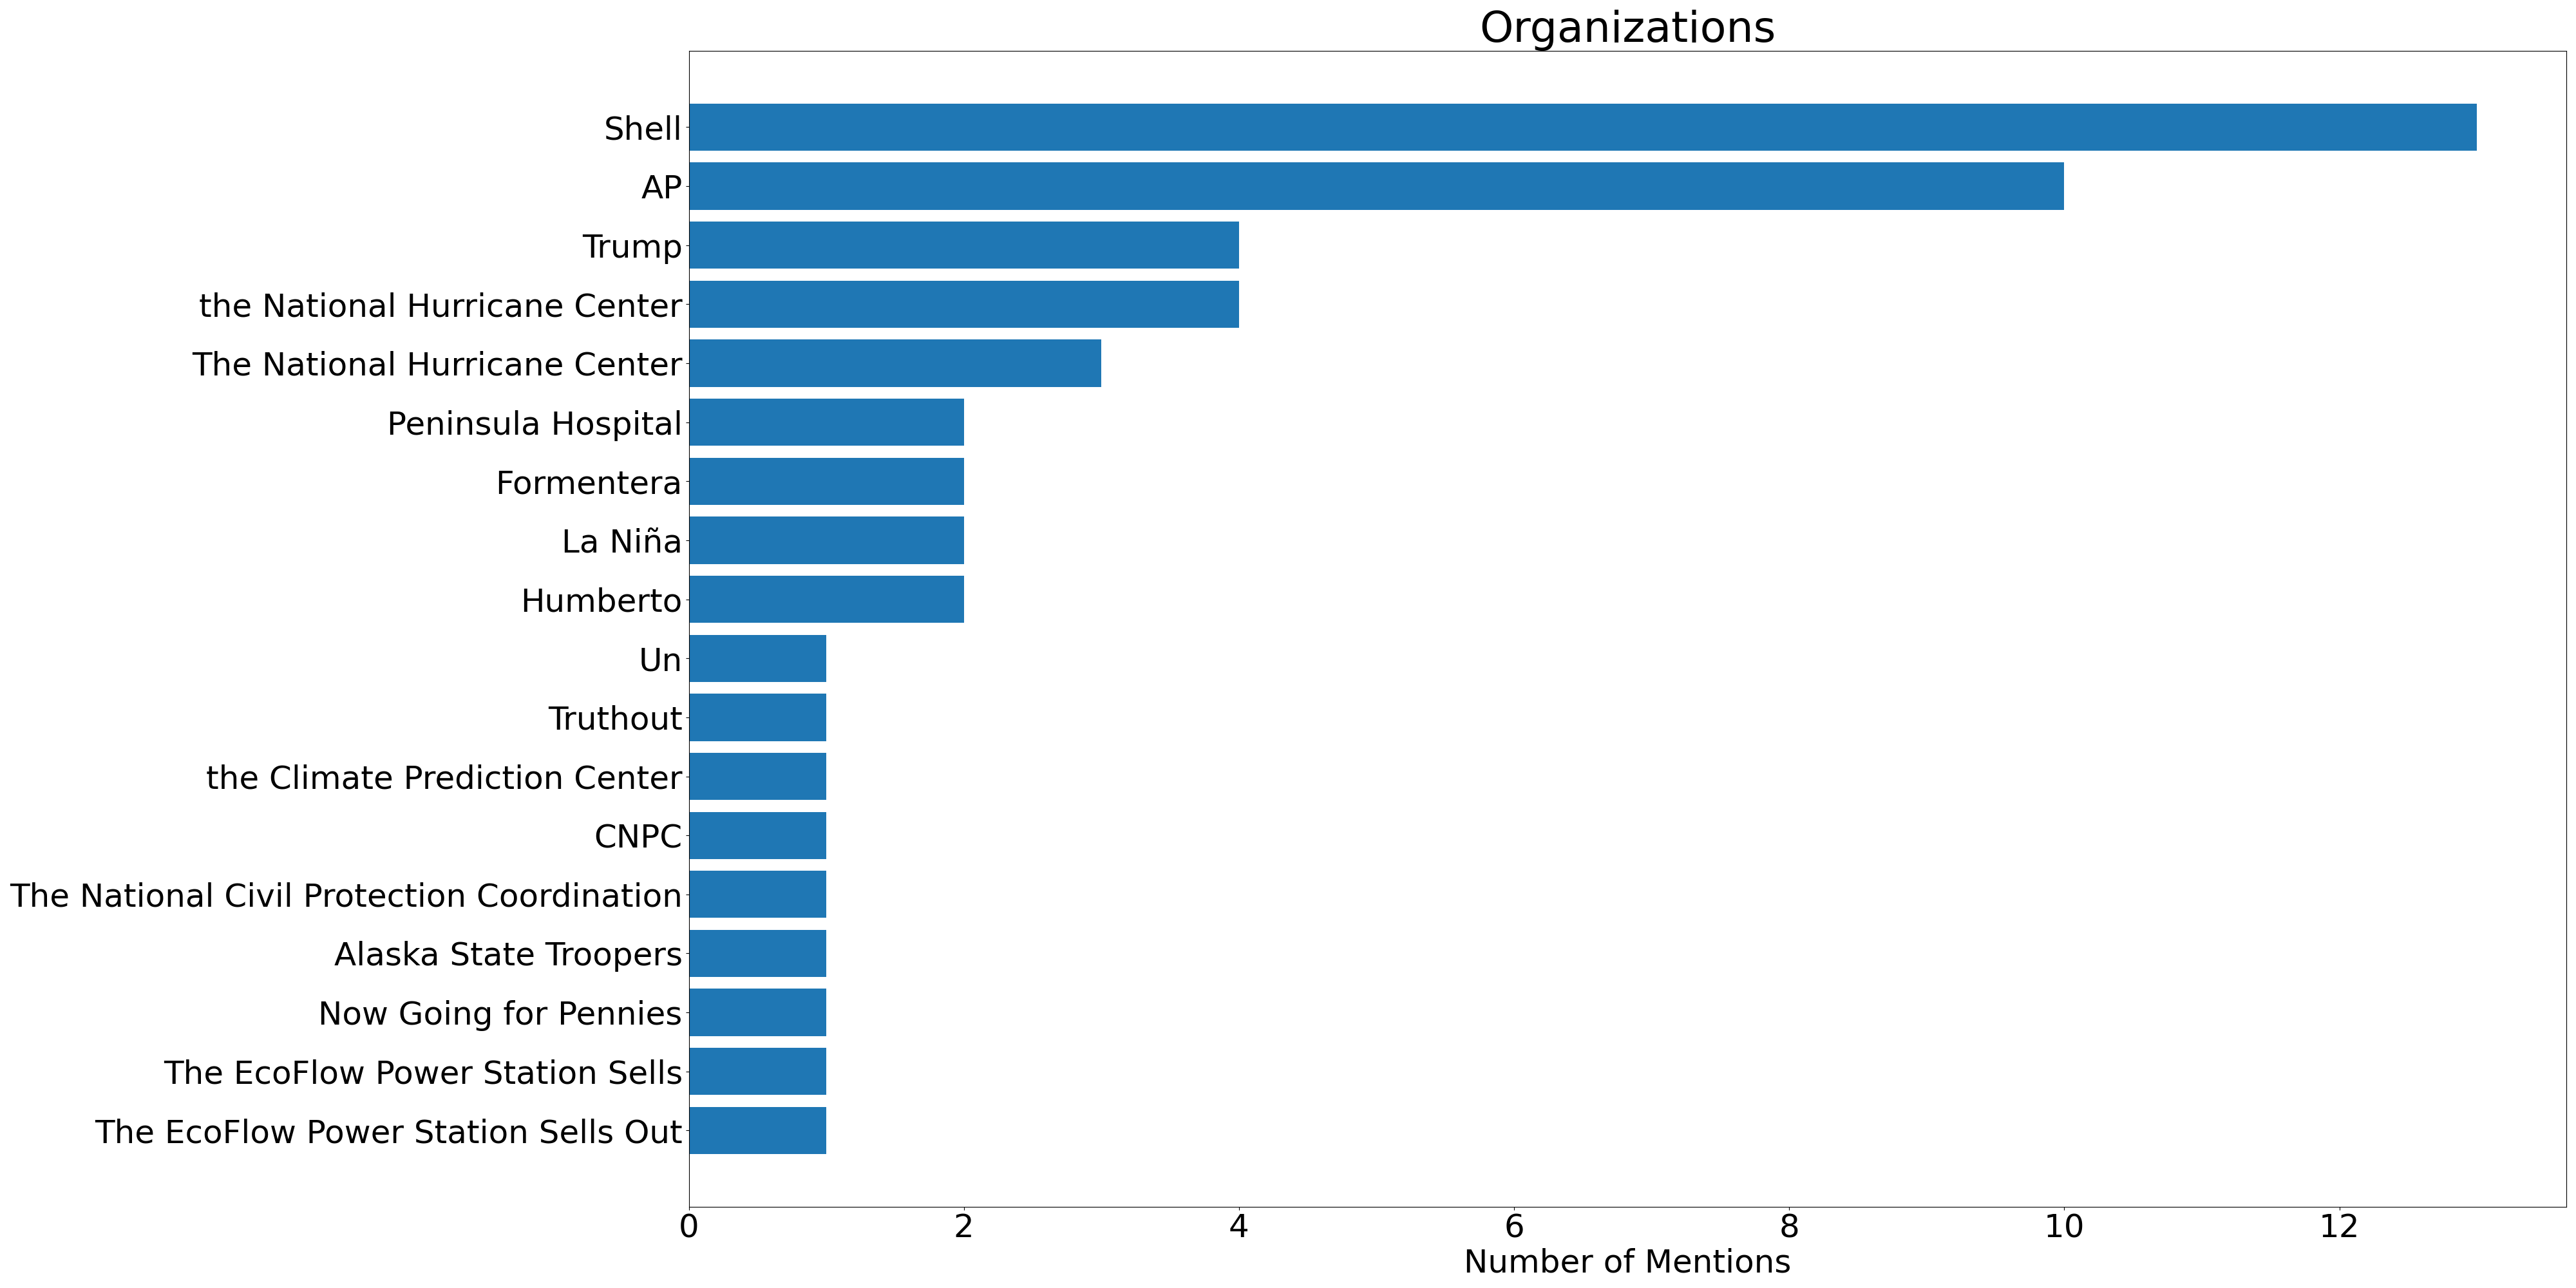 Organizations
Shell
AP
Trump
the National Hurricane Center
The National Hurricane Center
Peninsula Hospital
Formentera
La Niña
Humberto
Un
Truthout
the Climate Prediction Center
CNPC
The National Civil Protection Coordination
Alaska State Troopers
Now Going for Pennies
The EcoFlow Power Station Sells
The EcoFlow Power Station Sells Out
0 2 4 6 8 10 12
Number of Mentions